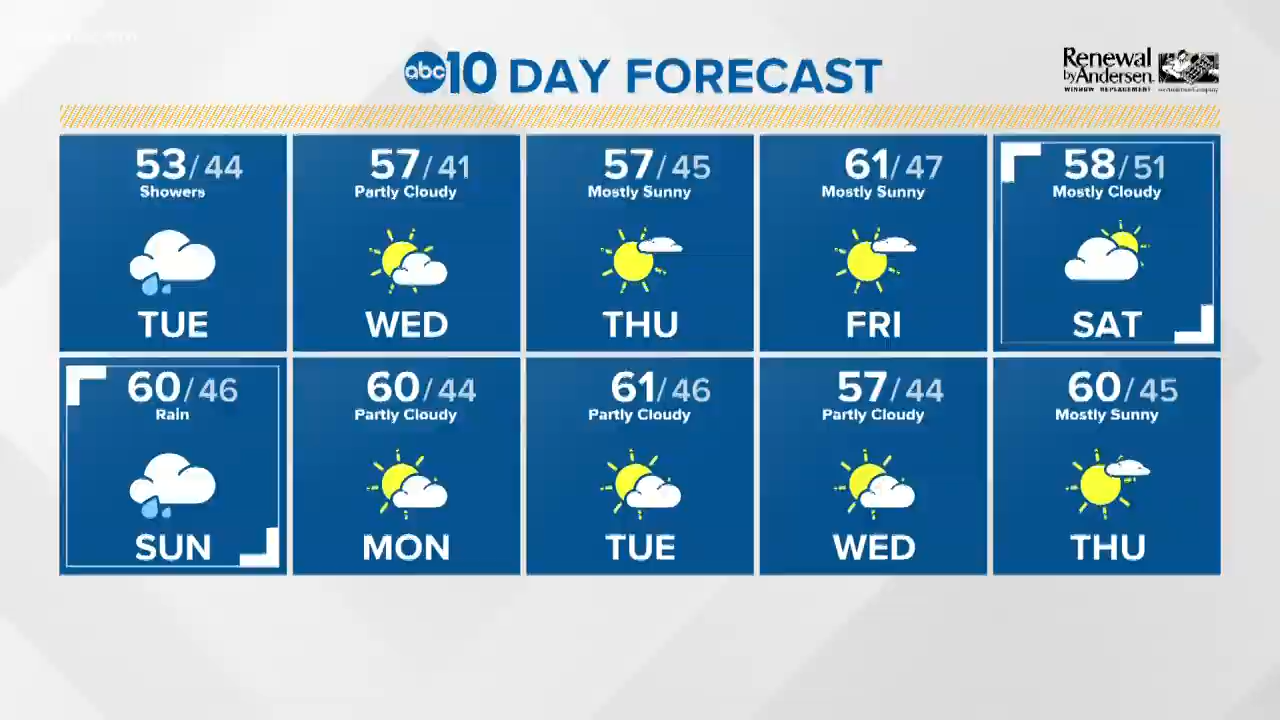 abc10 DAY FORECAST
Renewal
by Andersen
WINDOW REPLACEMENT
53/44
Showers
TUE
57/41
Partly Cloudy
WED
57/45
Mostly Sunny
THU
61/47
Mostly Sunny
FRI
58/51
Mostly Cloudy
SAT
60/46
Rain
SUN
60/44
Partly Cloudy
MON
61/46
Partly Cloudy
TUE
57/44
Partly Cloudy
WED
60/45
Mostly Sunny
THU